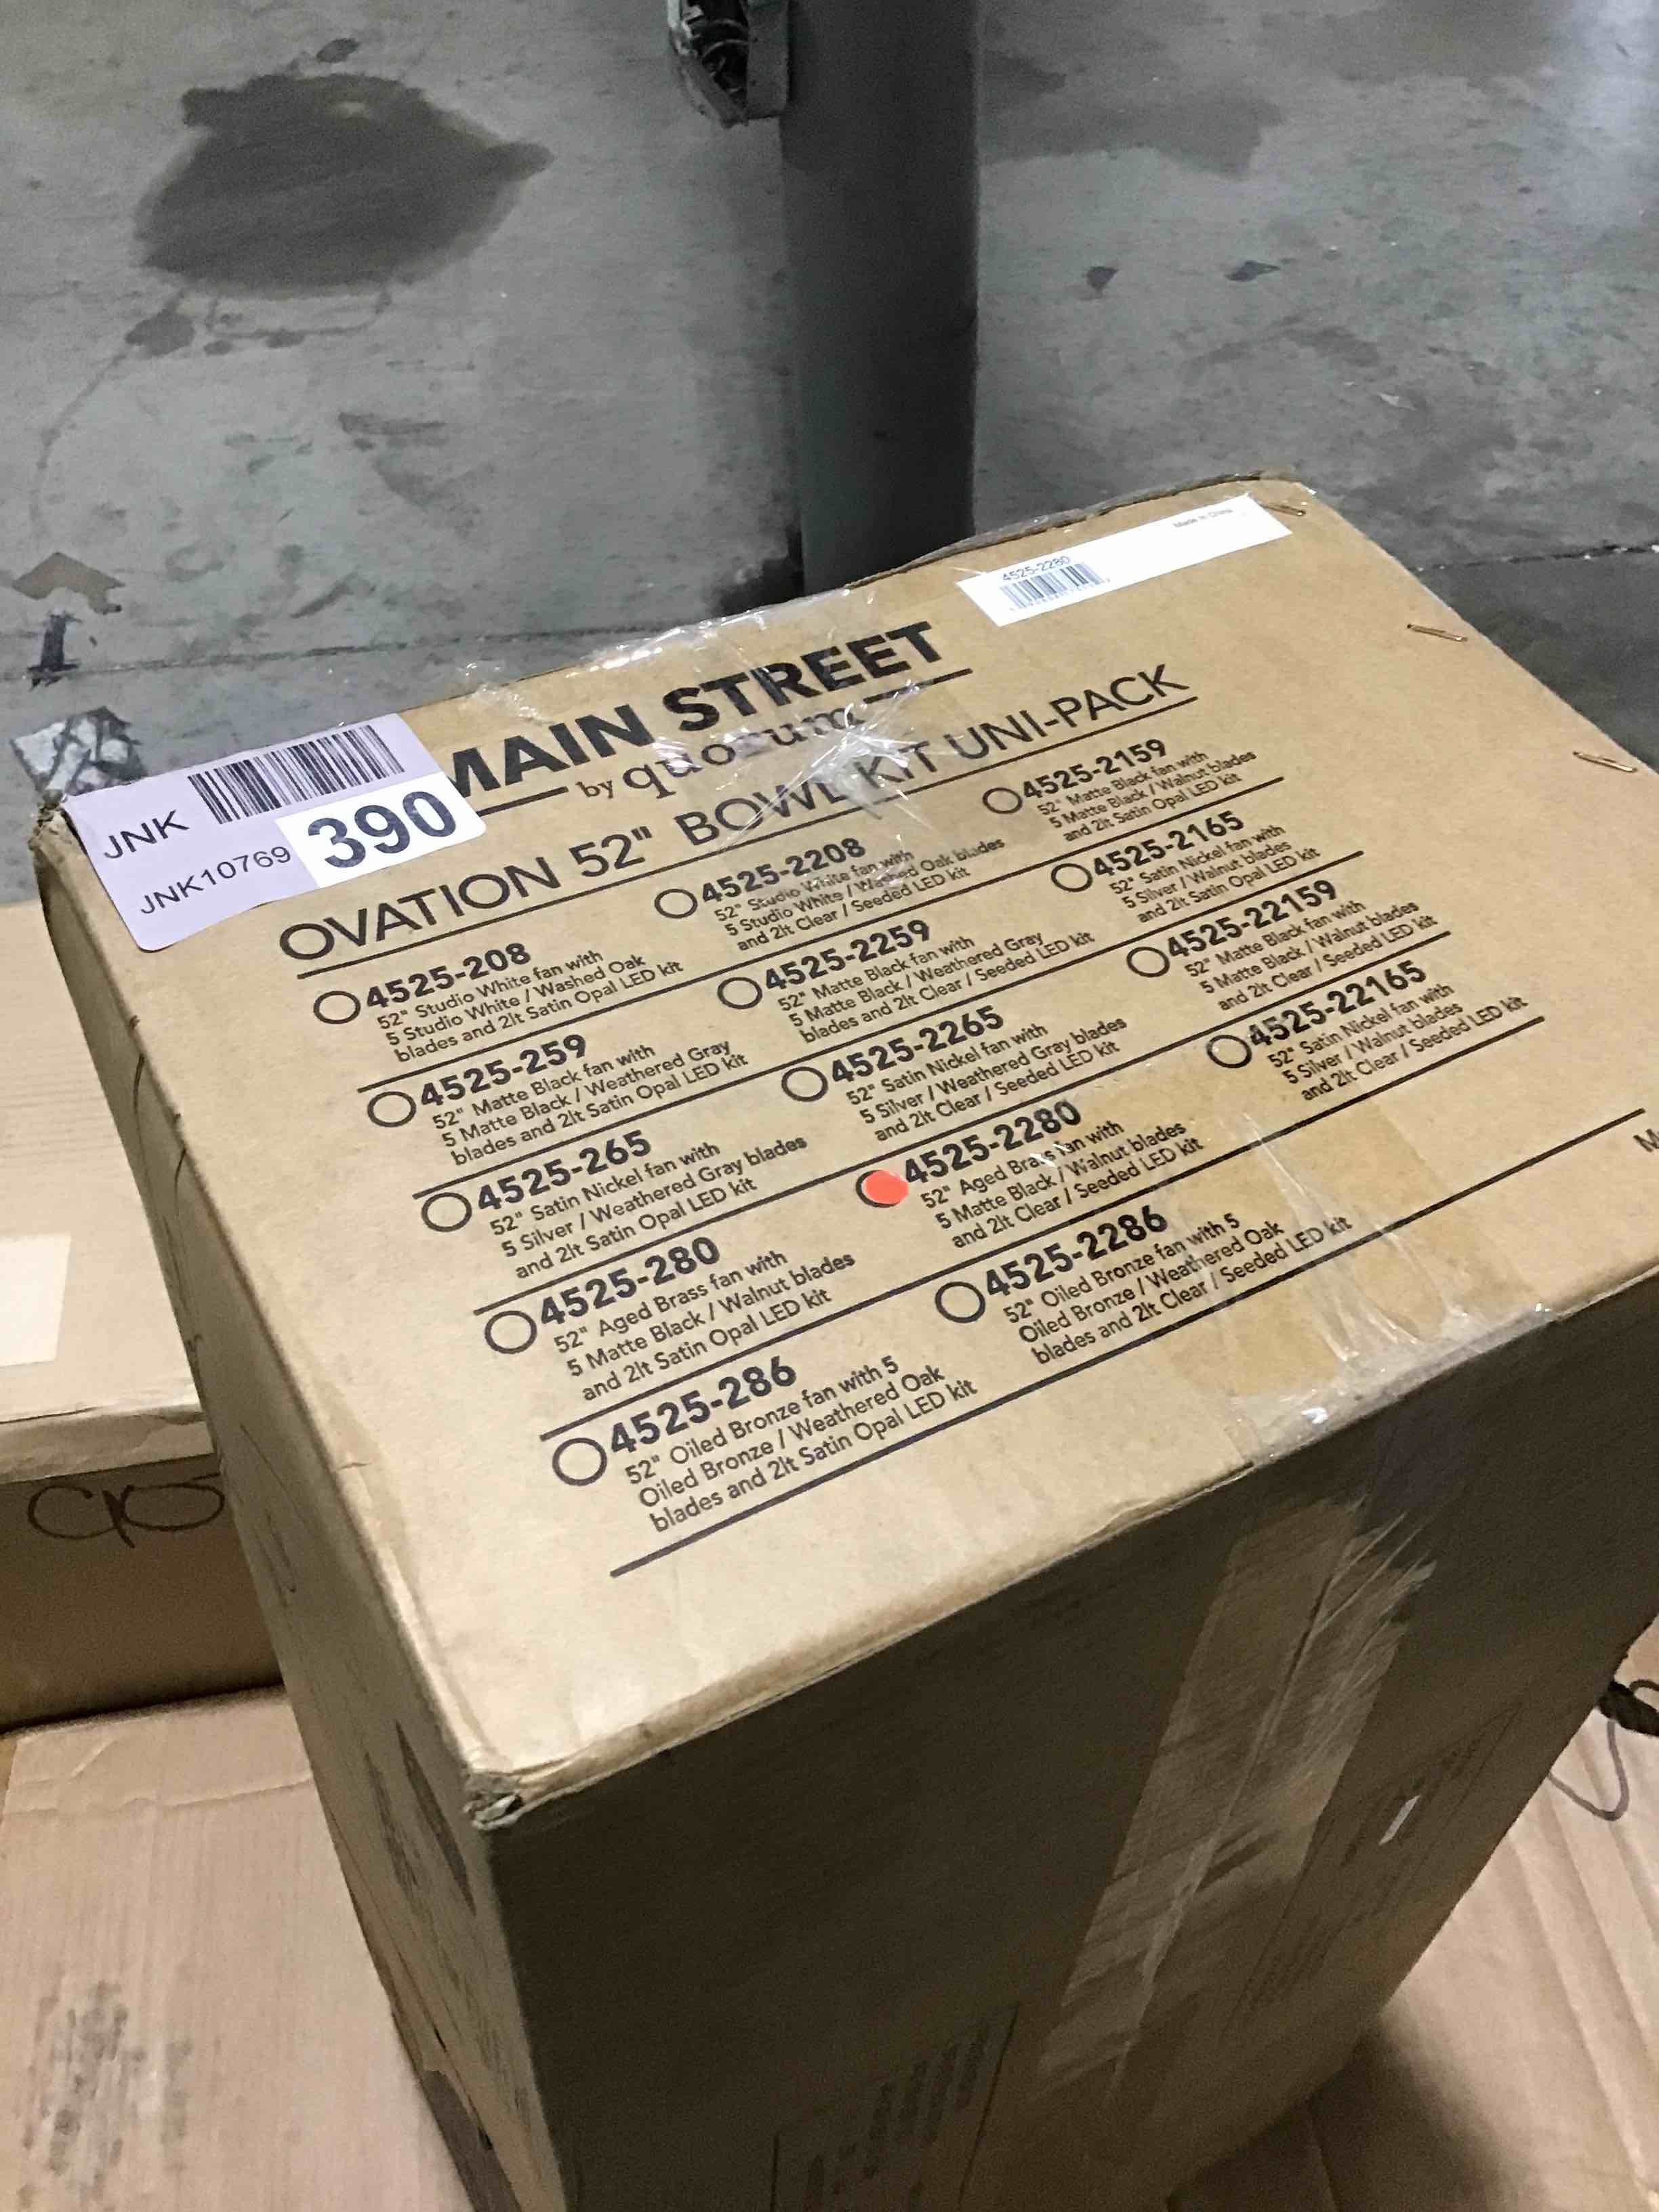 4525-2280
Made in China
JNK
JNK10769
390
MAIN STREET
by quorum
OVATION 52" BOWL KIT UNI-PACK
4525-208
52" Studio White fan with
5 Studio White / Washed Oak
blades and 2lt Satin Opal LED kit
4525-259
52" Matte Black fan with
5 Matte Black / Weathered Gray
blades and 2lt Satin Opal LED kit
4525-265
52" Satin Nickel fan with
5 Silver / Weathered Gray blades
and 2lt Satin Opal LED kit
4525-280
52" Aged Brass fan with
5 Matte Black / Walnut blades
and 2lt Satin Opal LED kit
4525-286
52" Oiled Bronze fan with 5
Oiled Bronze / Weathered Oak
blades and 2lt Satin Opal LED kit
4525-2208
52" Studio White fan with
5 Studio White / Washed Oak blades
and 2lt Clear / Seeded LED kit
4525-2259
52" Matte Black fan with
5 Matte Black / Weathered Gray
blades and 2lt Clear / Seeded LED kit
4525-2265
52" Satin Nickel fan with
5 Silver / Weathered Gray blades
and 2lt Clear / Seeded LED kit
4525-2280
52" Aged Brass fan with
5 Matte Black / Walnut blades
and 2lt Clear / Seeded LED kit
4525-2286
52" Oiled Bronze fan with 5
Oiled Bronze / Weathered Oak
blades and 2lt Clear / Seeded LED kit
4525-2159
52" Matte Black fan with
5 Matte Black / Walnut blades
and 2lt Satin Opal LED kit
4525-2165
52" Satin Nickel fan with
5 Silver / Walnut blades
and 2lt Satin Opal LED kit
4525-22159
52" Matte Black fan with
5 Matte Black / Walnut blades
and 2lt Clear / Seeded LED kit
4525-22165
52" Satin Nickel fan with
5 Silver / Walnut blades
and 2lt Clear / Seeded LED kit